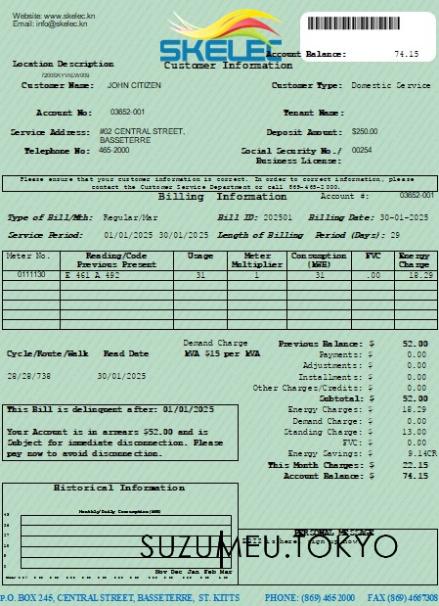 Website: www.skelec.kn
Email: info@skelec.kn
SKELEC
Account Balance: 74.15
Location Description
Customer Information
Customer Name: JOHN CITIZEN
Customer Type: Domestic Service
Account No: 03652-001
Tenant Name:
Service Address: #02 CENTRAL STREET, BASSETERRE
Deposit Amount: $250.00
Telephone No: 465-2000
Social Security No./ Business License: 00254
Please ensure that your customer information is correct. In order to correct information, please
contact the Customer Service Department or call 869-465-2000.
Billing Information
Account #: 03652-001
Type of Bill/Mth: Regular/Mar
Bill ID: 202501
Billing Date: 30-01-2025
Service Period: 01/01/2025 30/01/2025
Length of Billing Period (Days): 29
Meter No. Reading/Code Previous Present Usage Meter Multiplier Consumption (KWH) FVC Energy Charge
0111130 E 461 A 492 31 1 31 .00 18.29
Demand Charge
KVA $15 per KVA
Cycle/Route/Walk Read Date
28/28/738 30/01/2025
Previous Balance: $ 52.00
Payments: $ 0.00
Adjustments: $ 0.00
Installments: $ 0.00
Other Charges/Credits: $ 0.00
Subtotal: $ 52.00
Energy Charges: $ 18.29
Demand Charge: $ 0.00
Standing Charge: $ 13.00
FVC: $ 0.00
Energy Savings: $ 9.14CR
This Month Charges: $ 22.15
Account Balance: $ 74.15
This Bill is delinquent after: 01/01/2025
Your Account is in arrears $52.00 and is
Subject for immediate disconnection. Please
pay now to avoid disconnection.
Historical Information
Monthly/Daily Consumption(KWH)
Nov Dec Jan Feb Mar
PERSONAL MESSAGE
SUZUMEU.TOKYO
P.O. BOX 245, CENTRAL STREET, BASSETERRE, ST. KITTS
PHONE: (869) 465 2000
FAX (869) 4667308